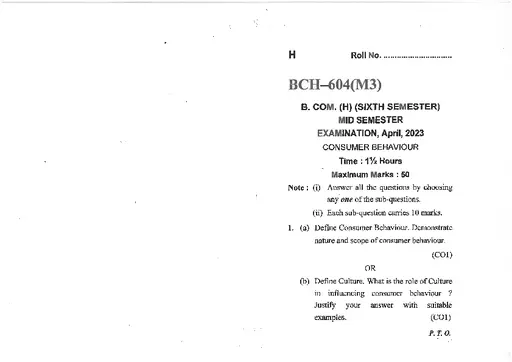 H Roll No. ..............................
BCH–604(M3)
B. COM. (H) (SIXTH SEMESTER)
MID SEMESTER
EXAMINATION, April, 2023
CONSUMER BEHAVIOUR
Time : 1½ Hours
Maximum Marks : 50
Note : (i) Answer all the questions by choosing
any one of the sub-questions.
(ii) Each sub-question carries 10 marks.
1. (a) Define Consumer Behaviour. Demonstrate
nature and scope of consumer behaviour.
(CO1)
OR
(b) Define Culture. What is the role of Culture
in influencing consumer behaviour ?
Justify your answer with suitable
examples. (CO1)
P. T. O.